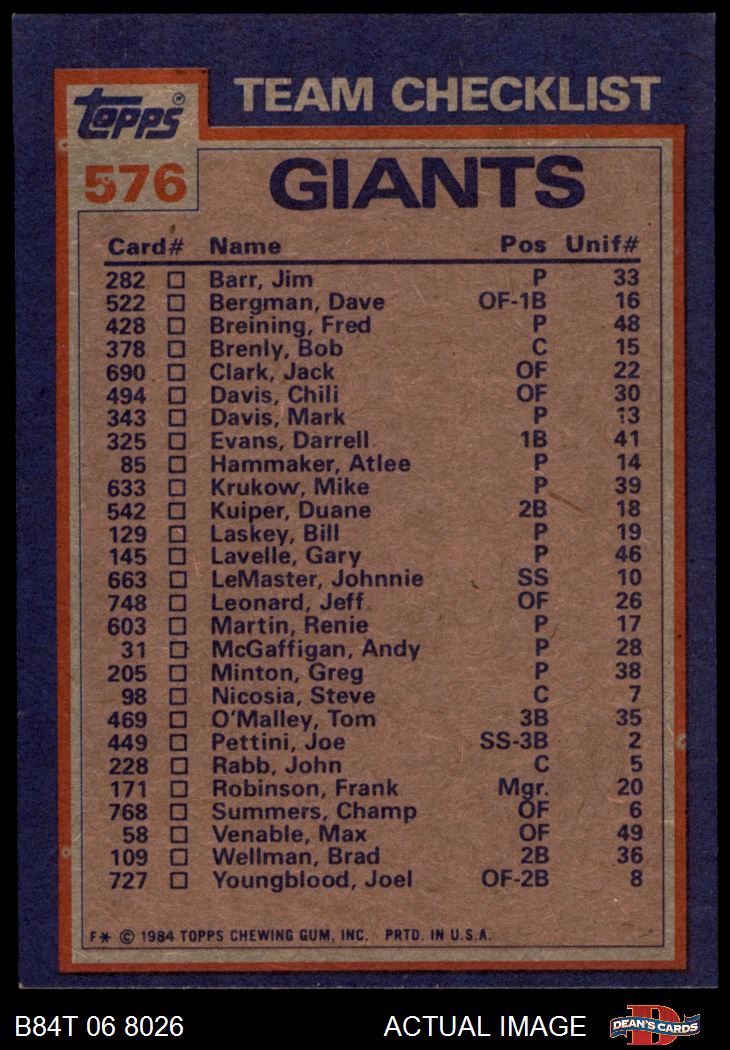 Topps®
TEAM CHECKLIST
576
GIANTS
Card# Name Pos Unif#
282 Barr, Jim P 33
522 Bergman, Dave OF-1B 16
428 Breining, Fred P 48
378 Brenly, Bob C 15
690 Clark, Jack OF 22
494 Davis, Chili OF 30
343 Davis, Mark P 13
325 Evans, Darrell 1B 41
85 Hammaker, Atlee P 14
633 Krukow, Mike P 39
542 Kuiper, Duane 2B 18
129 Laskey, Bill P 19
145 Lavelle, Gary P 46
663 LeMaster, Johnnie SS 10
748 Leonard, Jeff OF 26
603 Martin, Renie P 17
31 McGaffigan, Andy P 28
205 Minton, Greg P 38
98 Nicosia, Steve C 7
469 O'Malley, Tom 3B 35
449 Pettini, Joe SS-3B 2
228 Rabb, John C 5
171 Robinson, Frank Mgr. 20
768 Summers, Champ OF 6
58 Venable, Max OF 49
109 Wellman, Brad 2B 36
727 Youngblood, Joel OF-2B 8
F* © 1984 TOPPS CHEWING GUM, INC. PRTD. IN U.S.A.
B84T 06 8026 ACTUAL IMAGE DEAN'S CARDS